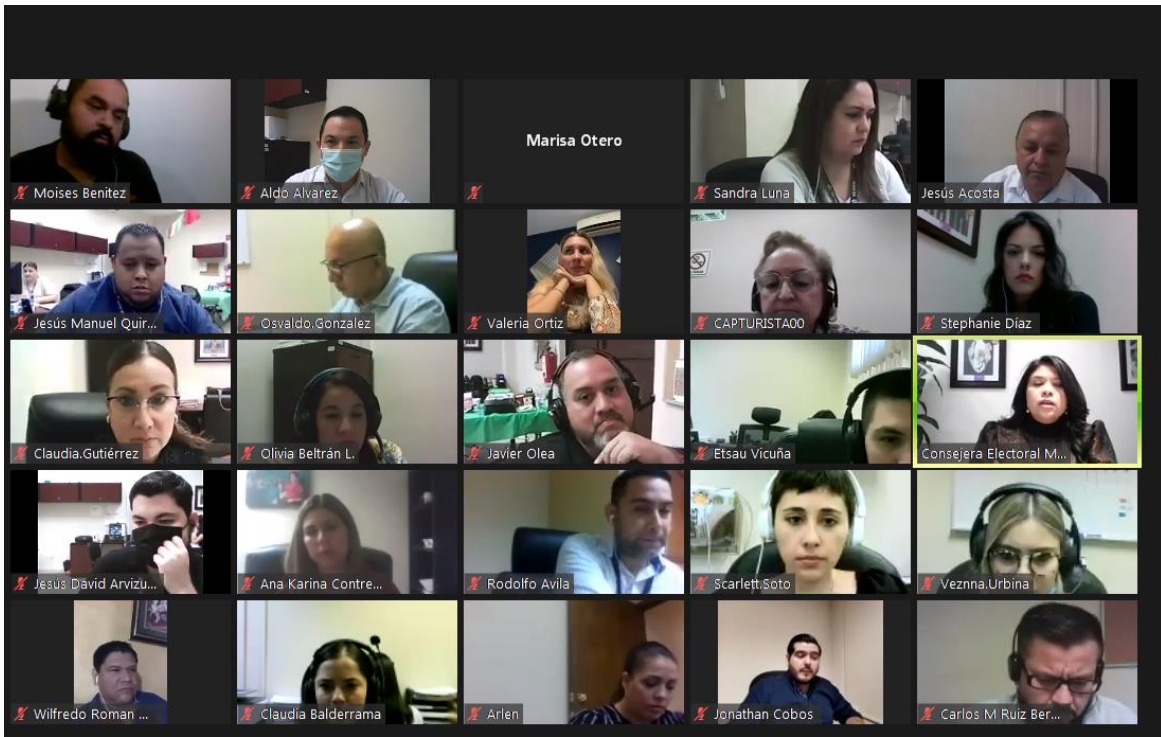 Moises Benitez
Aldo Alvarez
Marisa Otero
Sandra Luna
Jesús Acosta
Jesús Manuel Quir...
Osvaldo.Gonzalez
Valeria Ortiz
CAPTURISTA00
Stephanie Díaz
Claudia.Gutiérrez
Olivia Beltrán L.
Javier Olea
Etsau Vicuña
Consejera Electoral M...
Jesús David Arvizu...
Ana Karina Contre...
Rodolfo Avila
Scarlett.Soto
Veznna.Urbina
Wilfredo Roman ...
Claudia Balderrama
Arlen
Jonathan Cobos
Carlos M Ruiz Ber...